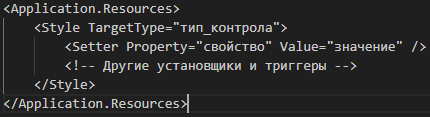 <Application.Resources>
    <Style TargetType="тип_контрола">
        <Setter Property="свойство" Value="значение" />
        <!-- Другие установщики и триггеры -->
    </Style>
</Application.Resources>